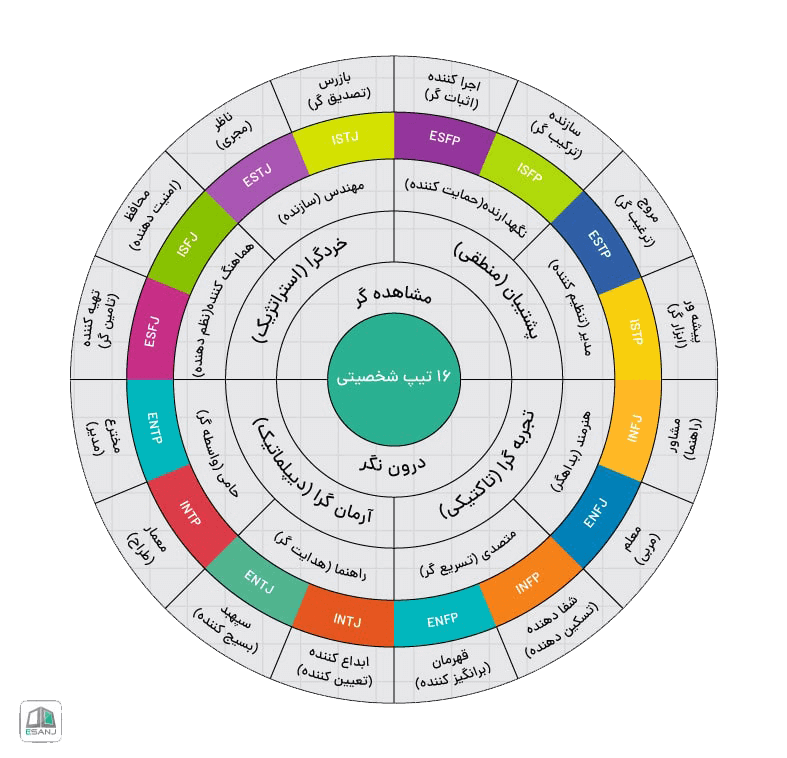 ۱۶ تیپ شخصیتی
مشاهده گر
درون نگر
پشتیبان (منطقی)
تجربه گرا (تاکتیکی)
آرمان گرا (دیپلماتیک)
خردگرا (استراتژیک)
نگهدارنده(حمایت کننده)
مدیر (تنظیم کننده)
هنرمند (بداهگر)
متصدی (تسریع گر)
راهنما (هدایت گر)
حامی (واسطه گر)
هماهنگ کننده(نظم دهنده)
مهندس (سازنده)
ESFP
ISFP
ESTP
ISTP
INFJ
ENFJ
INFP
ENFP
INTJ
ENTJ
INTP
ENTP
ESFJ
ISFJ
ESTJ
ISTJ
اجرا کننده
(اثبات گر)
سازنده
(ترکیب گر)
مروج
(ترغیب گر)
پیشه ور
(ابزار گر)
مشاور
(راهنما)
معلم
(مربی)
شفا دهنده
(تسکین دهنده)
قهرمان
(برانگیز کننده)
ابداع کننده
(تعیین کننده)
سپهبد
(بسیج کننده)
معمار
(طراح)
مخترع
(مدبر)
تهیه کننده
(تامین گر)
محافظ
(امنیت دهنده)
ناظر
(مجری)
بازرس
(تصدیق گر)
ESANJ